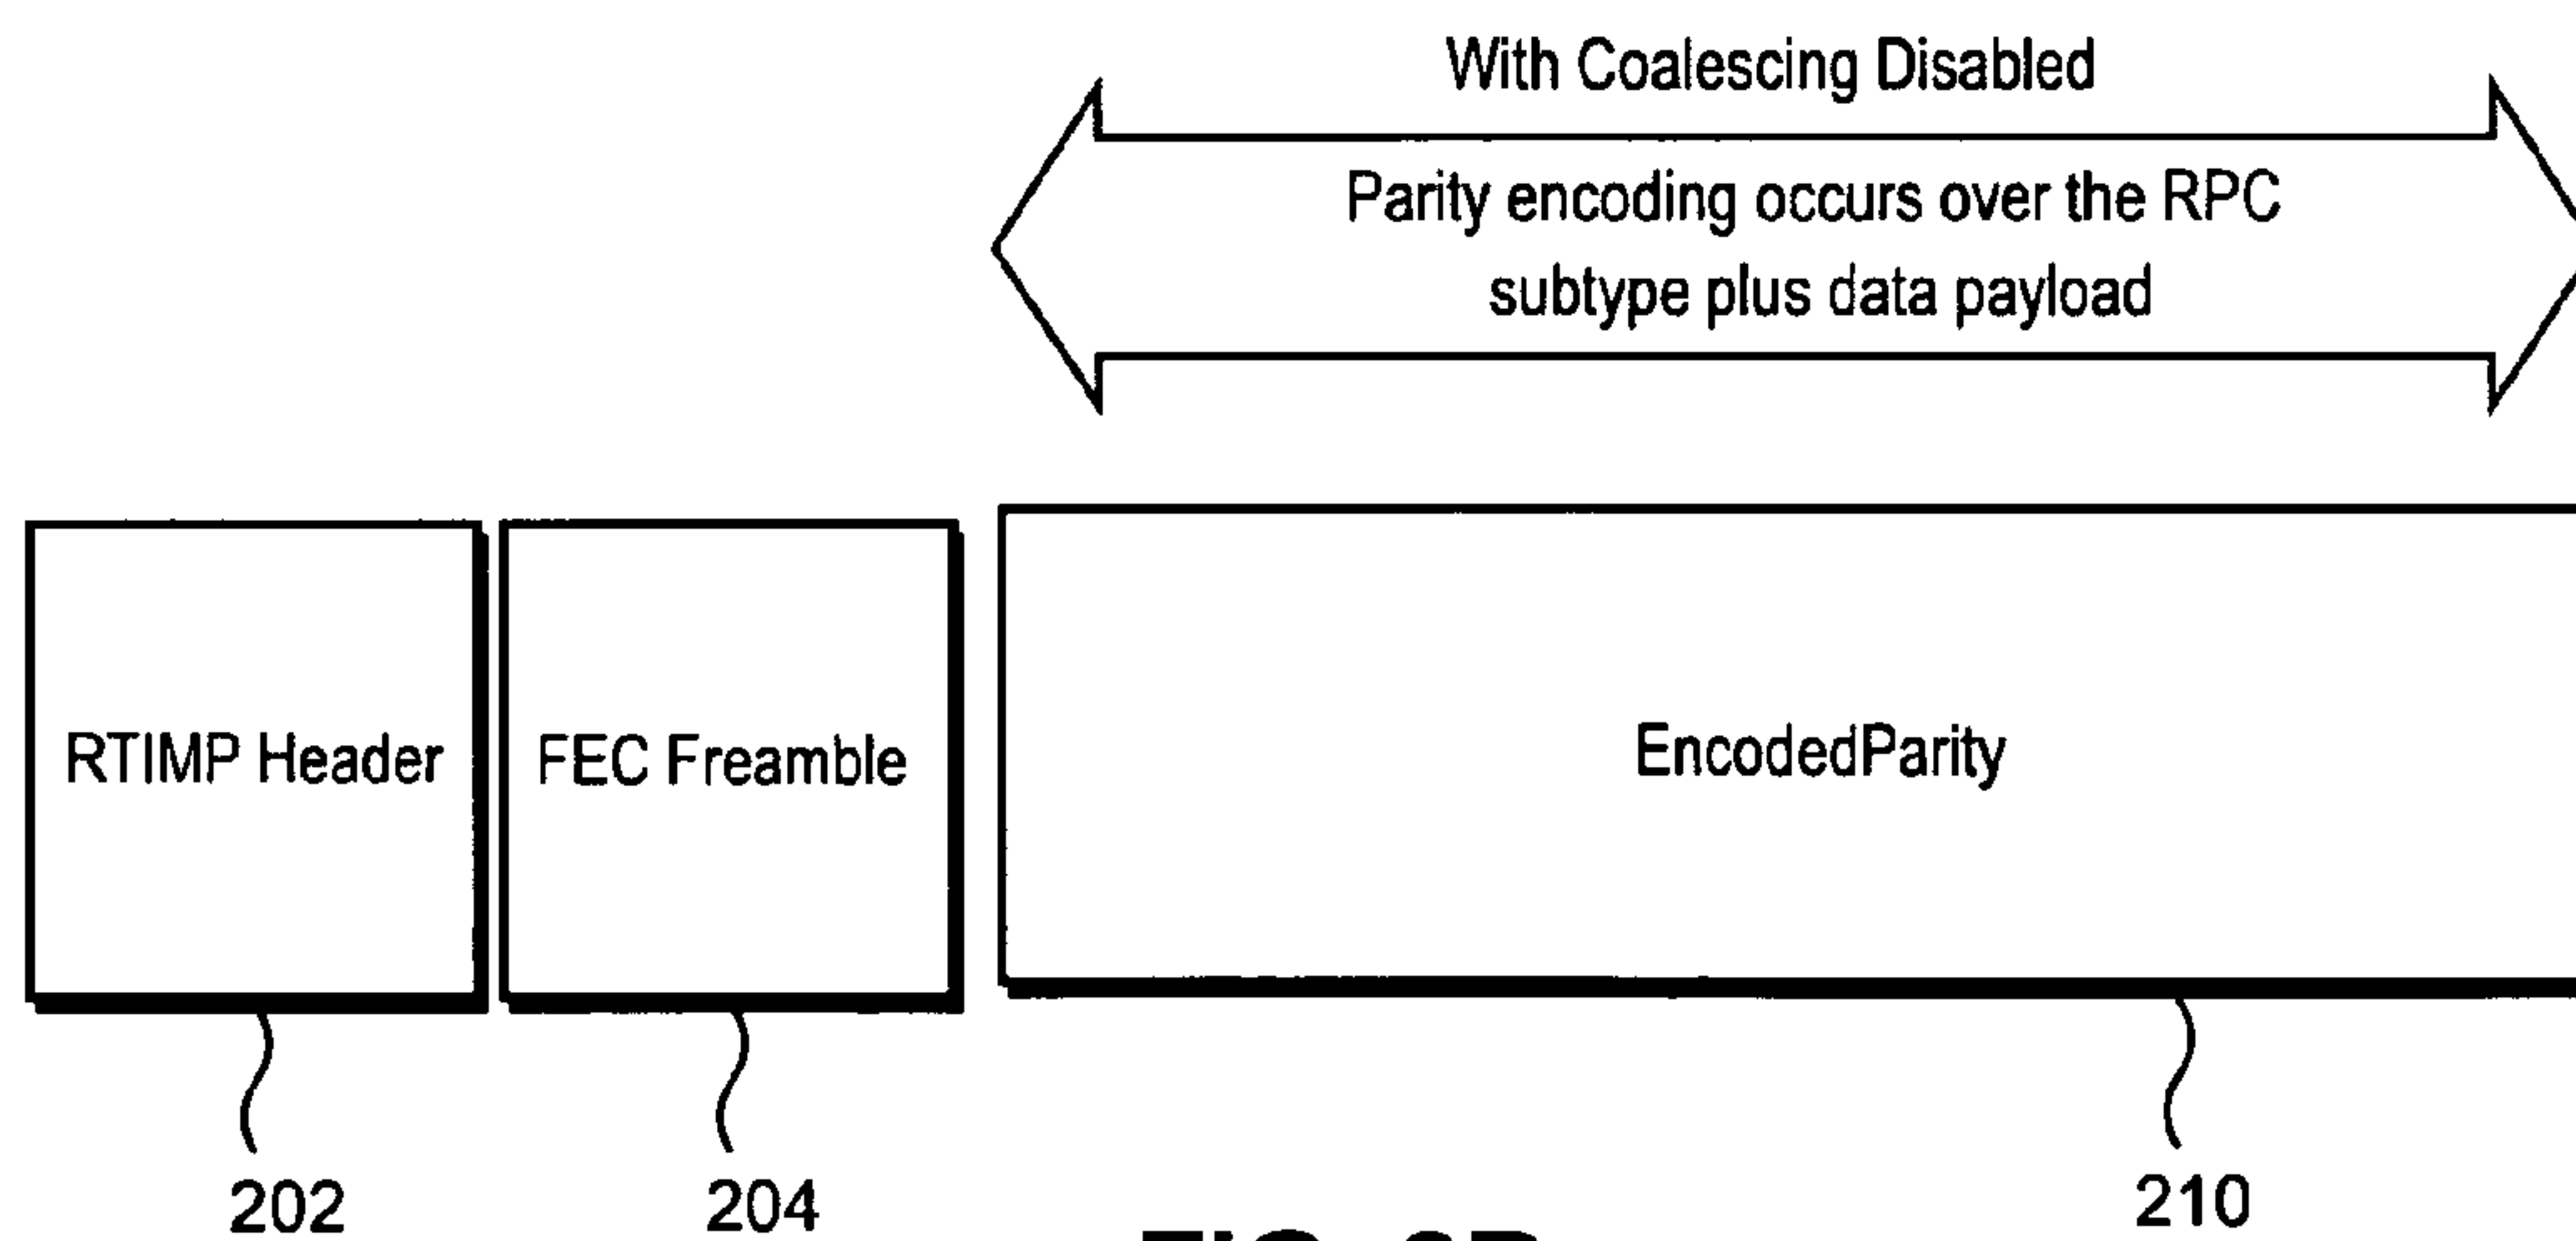 With Coalescing Disabled
Parity encoding occurs over the RPC
subtype plus data payload
RTIMP Header
FEC Freamble
EncodedParity
202
204
210